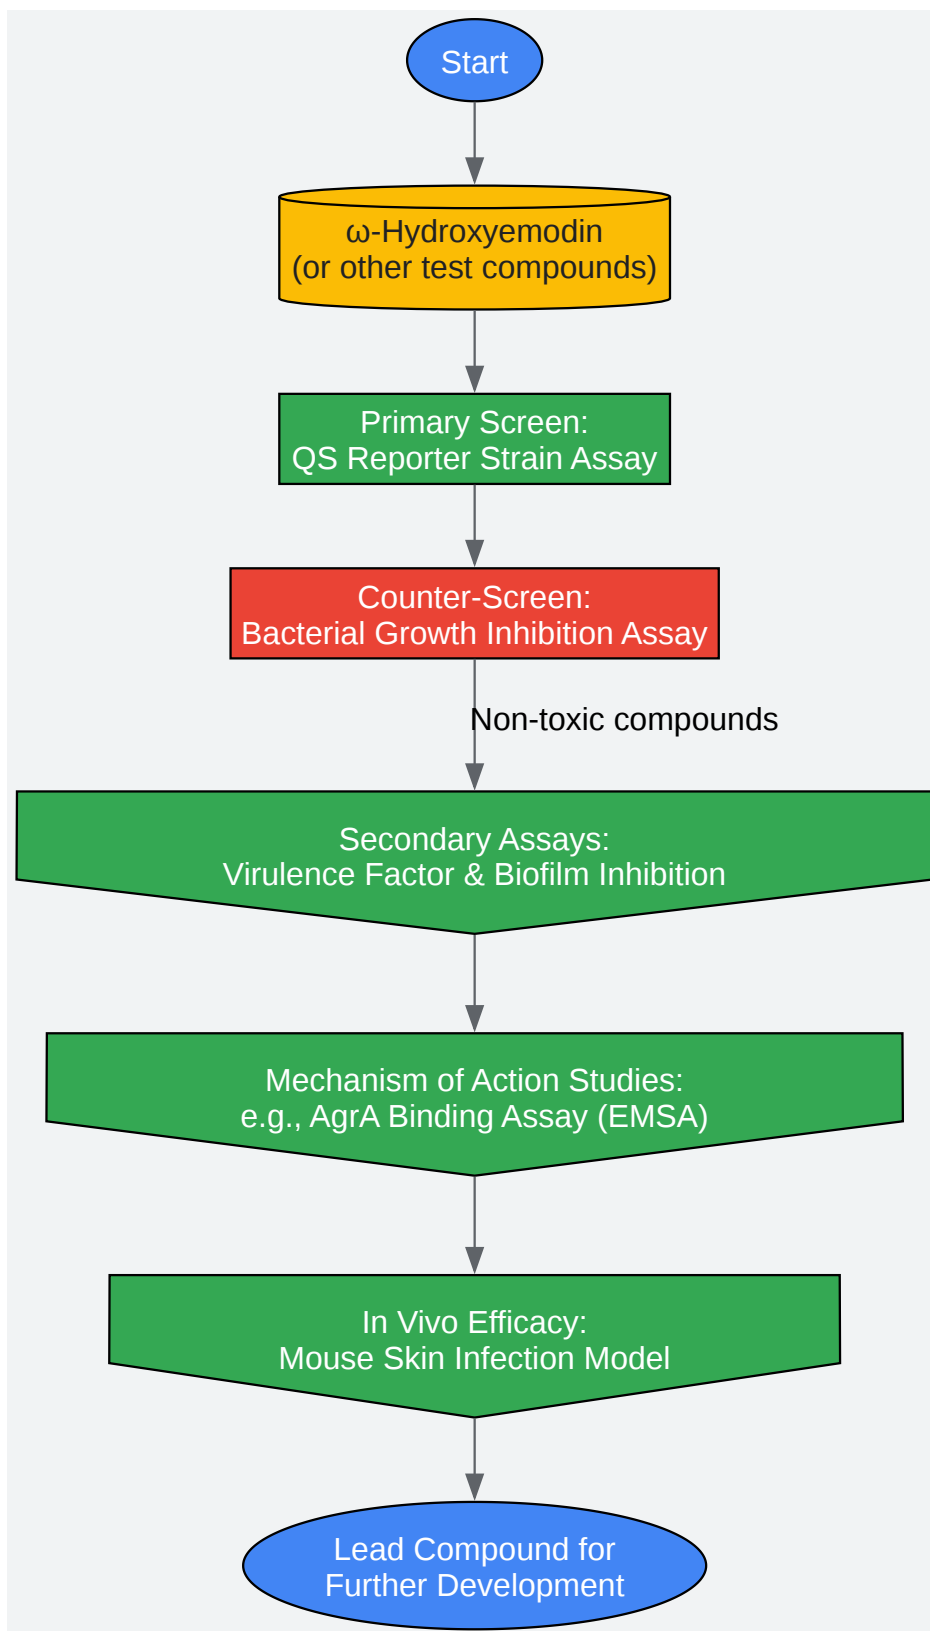 Start
ω-Hydroxyemodin
(or other test compounds)
Primary Screen:
QS Reporter Strain Assay
Counter-Screen:
Bacterial Growth Inhibition Assay
Non-toxic compounds
Secondary Assays:
Virulence Factor & Biofilm Inhibition
Mechanism of Action Studies:
e.g., AgrA Binding Assay (EMSA)
In Vivo Efficacy:
Mouse Skin Infection Model
Lead Compound for
Further Development